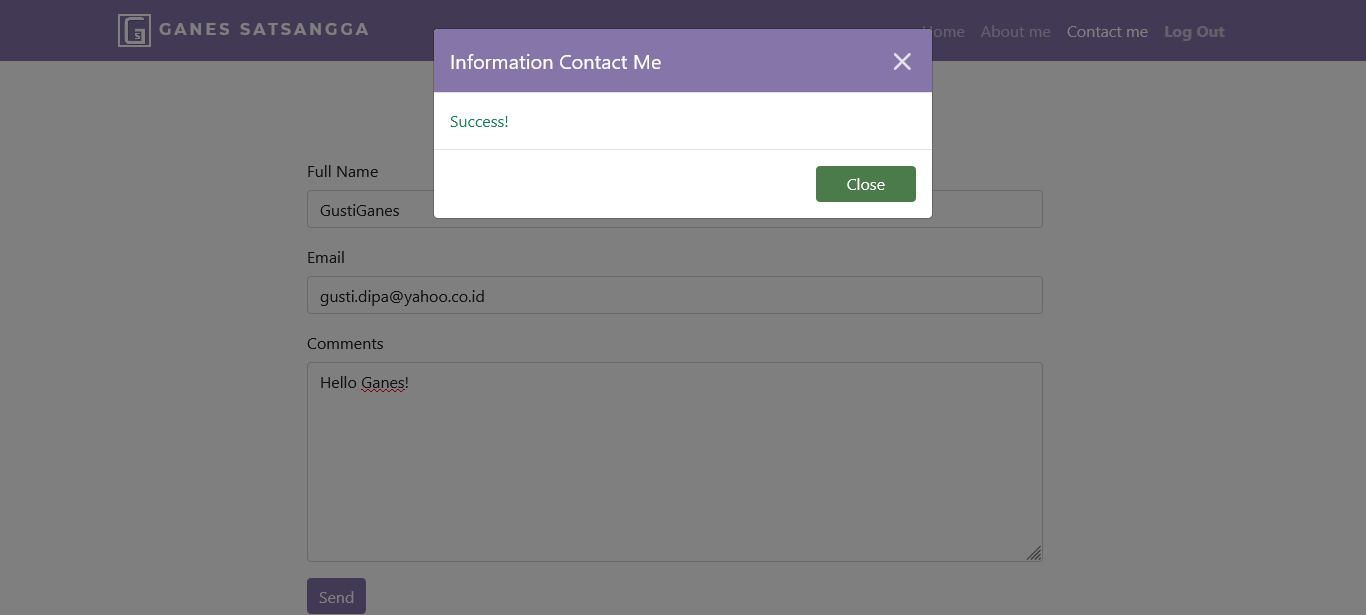 GANES SATSANGGA
Home About me Contact me Log Out
Information Contact Me
Success!
Close
Full Name
GustiGanes
Email
gusti.dipa@yahoo.co.id
Comments
Hello Ganes!
Send